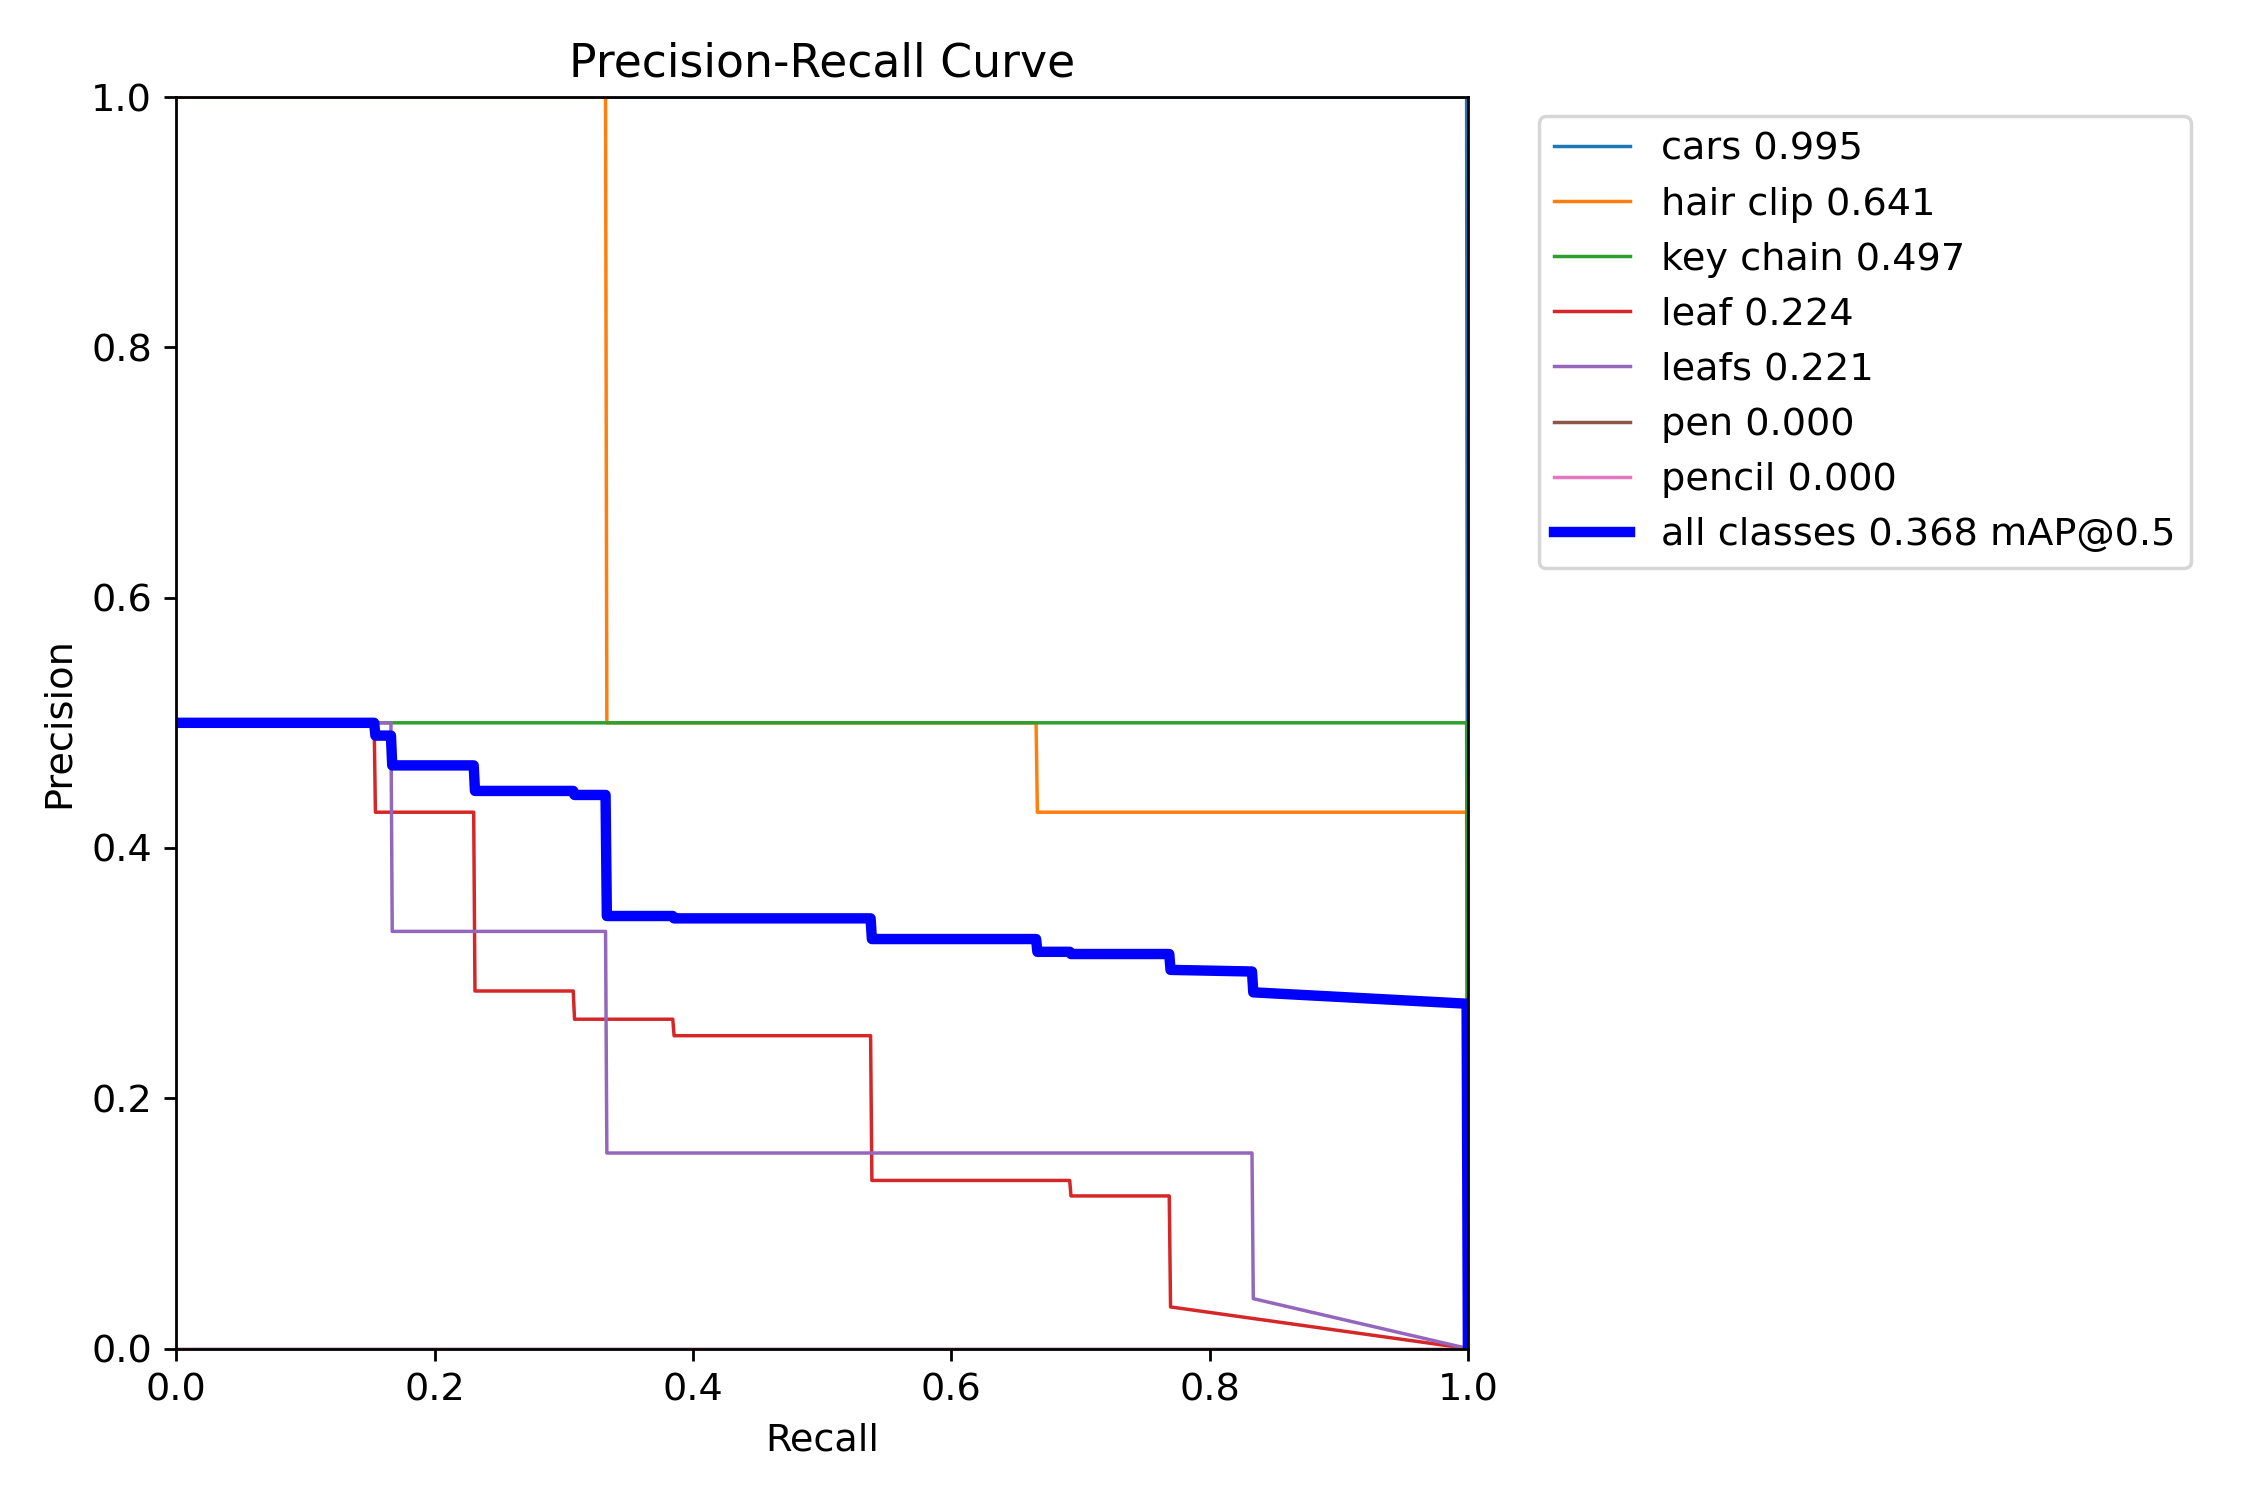 Precision-Recall Curve
1.0
0.8
0.6
0.4
0.2
0.0
Precision
0.0 0.2 0.4 0.6 0.8 1.0
Recall
cars 0.995
hair clip 0.641
key chain 0.497
leaf 0.224
leafs 0.221
pen 0.000
pencil 0.000
all classes 0.368 mAP@0.5